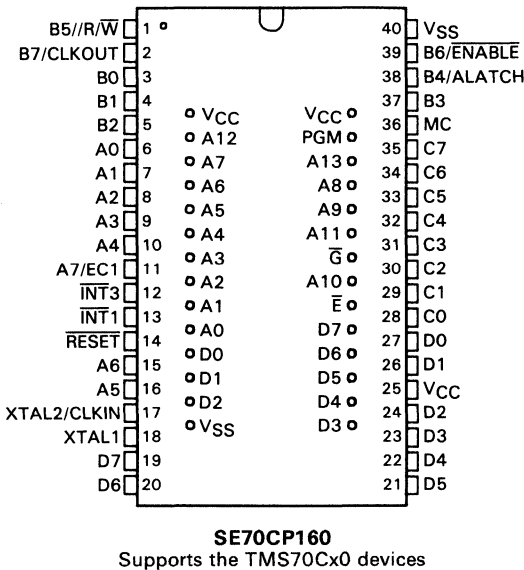 B5//R/W̅ 1 40 VSS
B7/CLKOUT 2 39 B6/E̅N̅A̅B̅L̅E̅
B0 3 38 B4/ALATCH
B1 4 37 B3
VCC VCC
B2 5 36 MC
A12 PGM
A0 6 35 C7
A7 A13
A1 7 34 C6
A6 A8
A2 8 33 C5
A5 A9
A3 9 32 C4
A4 A11
A4 10 31 C3
A3 G̅
A7/EC1 11 30 C2
A2 A10
I̅N̅T̅3 12 29 C1
A1 E̅
I̅N̅T̅1 13 28 C0
A0 D7
R̅E̅S̅E̅T̅ 14 27 D0
D0 D6
A6 15 26 D1
D1 D5
A5 16 25 VCC
D2 D4
XTAL2/CLKIN 17 24 D2
VSS D3
XTAL1 18 23 D3
D7 19 22 D4
D6 20 21 D5
SE70CP160
Supports the TMS70Cx0 devices